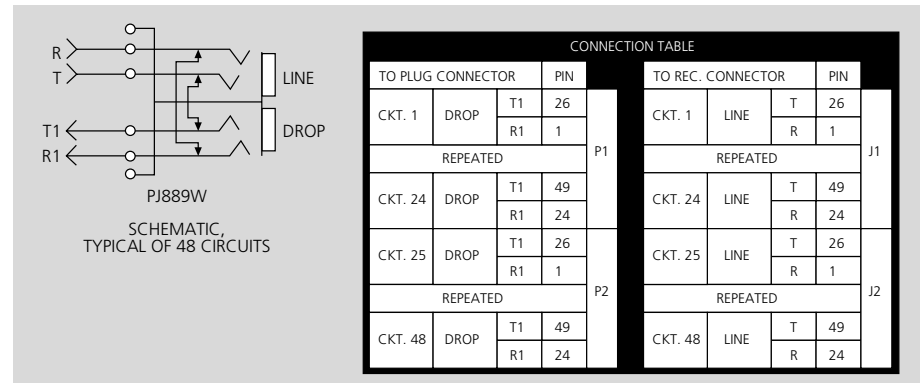 R
T
LINE
T1
DROP
R1
PJ889W
SCHEMATIC,
TYPICAL OF 48 CIRCUITS
CONNECTION TABLE
TO PLUG CONNECTOR PIN TO REC. CONNECTOR PIN
CKT. 1 DROP T1 26 CKT. 1 LINE T 26
R1 1 R 1
REPEATED P1 REPEATED J1
CKT. 24 DROP T1 49 CKT. 24 LINE T 49
R1 24 R 24
CKT. 25 DROP T1 26 CKT. 25 LINE T 26
R1 1 R 1
REPEATED P2 REPEATED J2
CKT. 48 DROP T1 49 CKT. 48 LINE T 49
R1 24 R 24